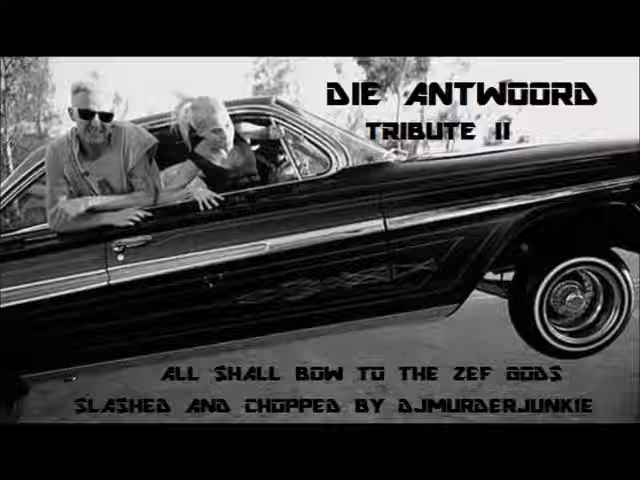 DIE ANTWOORD
TRIBUTE II
ALL SHALL BOW TO THE ZEF GODS
SLASHED AND CHOPPED BY DJMURDERJUNKIE